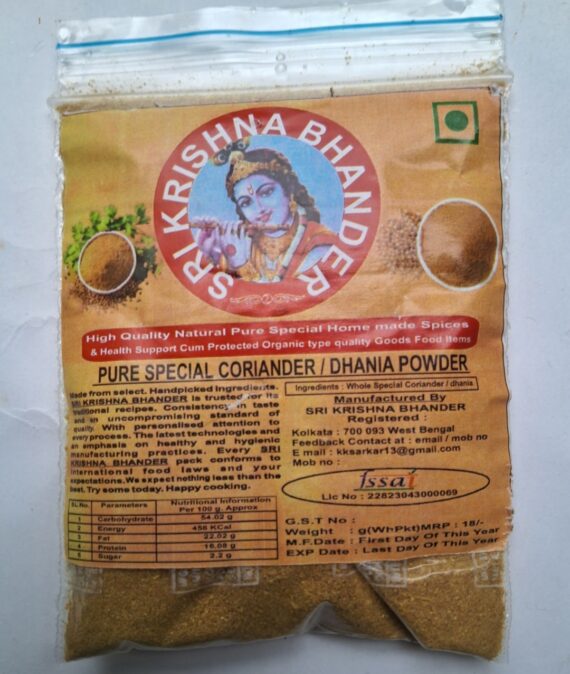 SRI KRISHNA BHANDER
High Quality Natural Pure Special Home made Spices
& Health Support Cum Protected Organic type quality Goods Food Items
PURE SPECIAL CORIANDER / DHANIA POWDER
Made from select. Handpicked Ingredients.
SRI KRISHNA BHANDER is trusted for its
traditional recipes. Consistency in taste
and an uncompromising standard of
quality. With personalised attention to
every process. The latest technologies and
an emphasis on healthy and hygienic
manufacturing practices. Every SRI
KRISHNA BHANDER pack conforms to
international food laws and your
expectations. We expect nothing less than the
best. Try some today. Happy cooking.
SL.No. Parameters Nutritional Information
Per 100 g. Approx
1 Carbohydrate 54.02 g
2 Energy 456 KCal
3 Fat 22.02 g
4 Protein 16.08 g
5 Sugar 2.2 g
Ingredients : Whole Special Coriander / dhania
Manufactured By
SRI KRISHNA BHANDER
Registered :
Kolkata : 700 093 West Bengal
Feedback Contact at : email / mob no
E mail : kksarkar13@gmail.com
Mob no :
fssai
Lic No : 22823043000069
G.S.T No :
Weight : g(WhPkt)MRP : 18/-
M.F.Date : First Day Of This Year
EXP Date : Last Day Of This Year